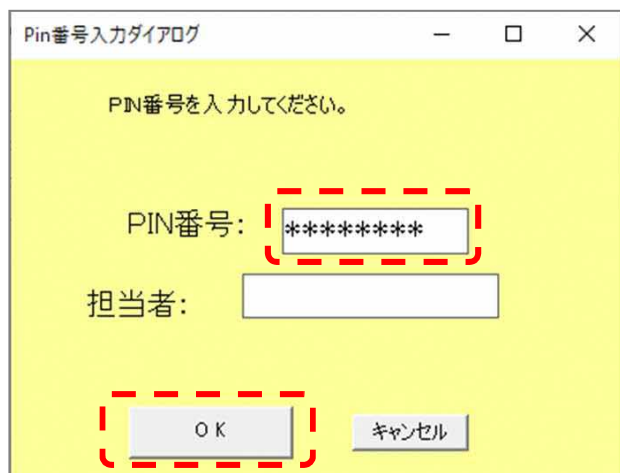 Pin番号入力ダイアログ
PIN番号を入力してください。
PIN番号: ********
担当者:
OK キャンセル